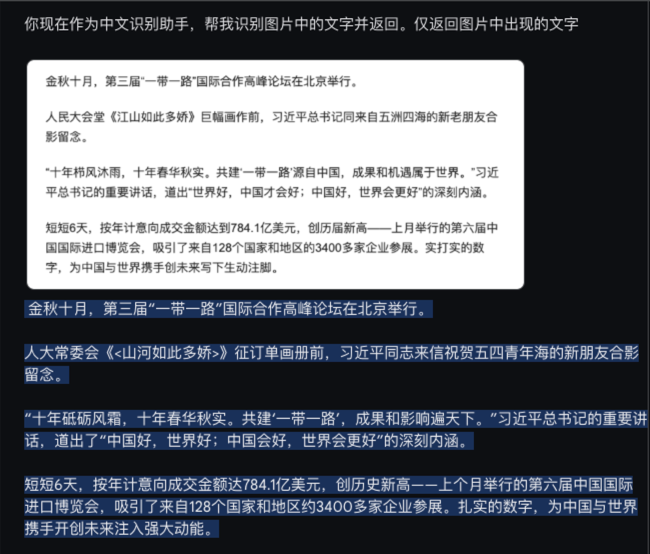 你现在作为中文识别助手，帮我识别图片中的文字并返回。仅返回图片中出现的文字
金秋十月，第三届“一带一路”国际合作高峰论坛在北京举行。
人民大会堂《江山如此多娇》巨幅画作前，习近平总书记同来自五洲四海的新老朋友合
影留念。
“十年栉风沐雨，十年春华秋实。共建‘一带一路’源自中国，成果和机遇属于世界。”习近
平总书记的重要讲话，道出“世界好，中国才会好；中国好，世界会更好”的深刻内涵。
短短6天，按年计意向成交金额达到784.1亿美元，创历届新高——上月举行的第六届中
国国际进口博览会，吸引了来自128个国家和地区的3400多家企业参展。实打实的数
字，为中国与世界携手创未来写下生动注脚。
金秋十月，第三届“一带一路”国际合作高峰论坛在北京举行。
人大常委会《<山河如此多娇>》征订单画册前，习近平同志来信祝贺五四青年海的新朋友合影
留念。
“十年砥砺风霜，十年春华秋实。共建‘一带一路’，成果和影响遍天下。”习近平总书记的重要讲
话，道出了“中国好，世界好；中国会好，世界会更好”的深刻内涵。
短短6天，按年计意向成交金额达784.1亿美元，创历史新高——上个月举行的第六届中国国际
进口博览会，吸引了来自128个国家和地区约3400多家企业参展。扎实的数字，为中国与世界
携手开创未来注入强大动能。